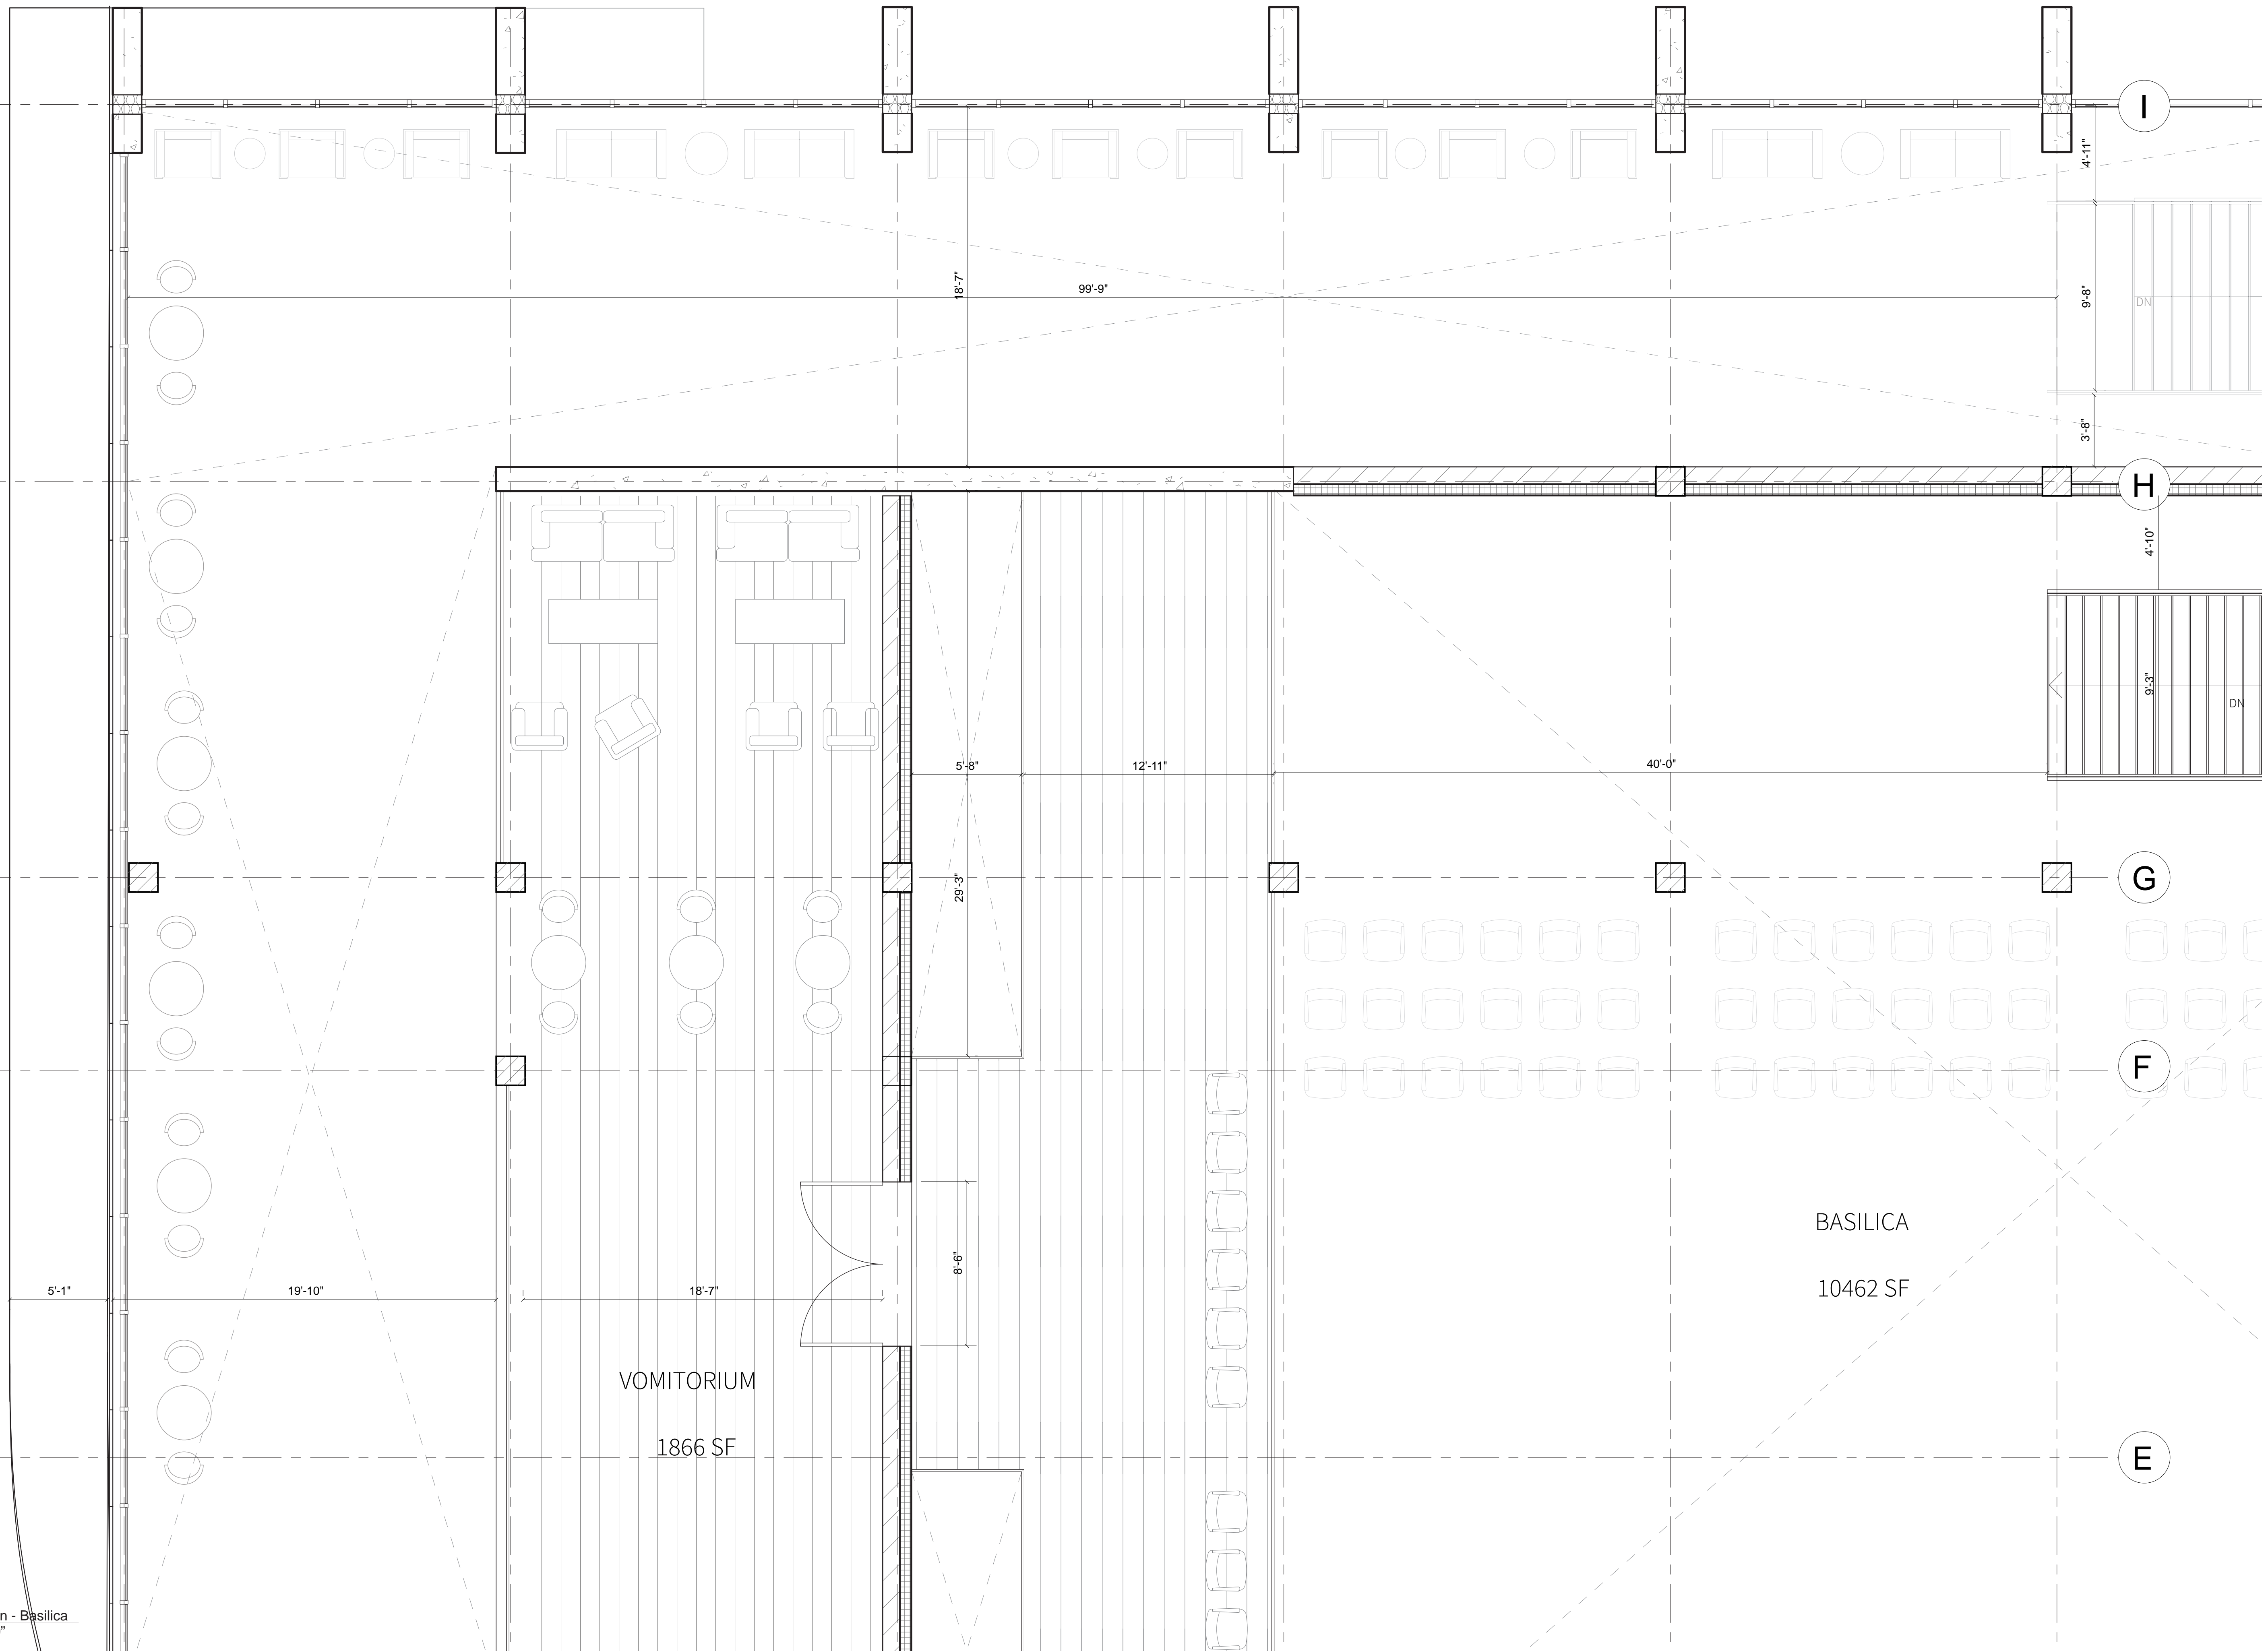 I
4'-11"
18'-7"
99'-9"
9'-8"
DN
3'-8"
H
4'-10"
9'-3"
DN
5'-8"
12'-11"
40'-0"
29'-3"
G
F
BASILICA
10462 SF
8'-6"
5'-1"
19'-10"
18'-7"
VOMITORIUM
1866 SF
E
n - Basilica
"